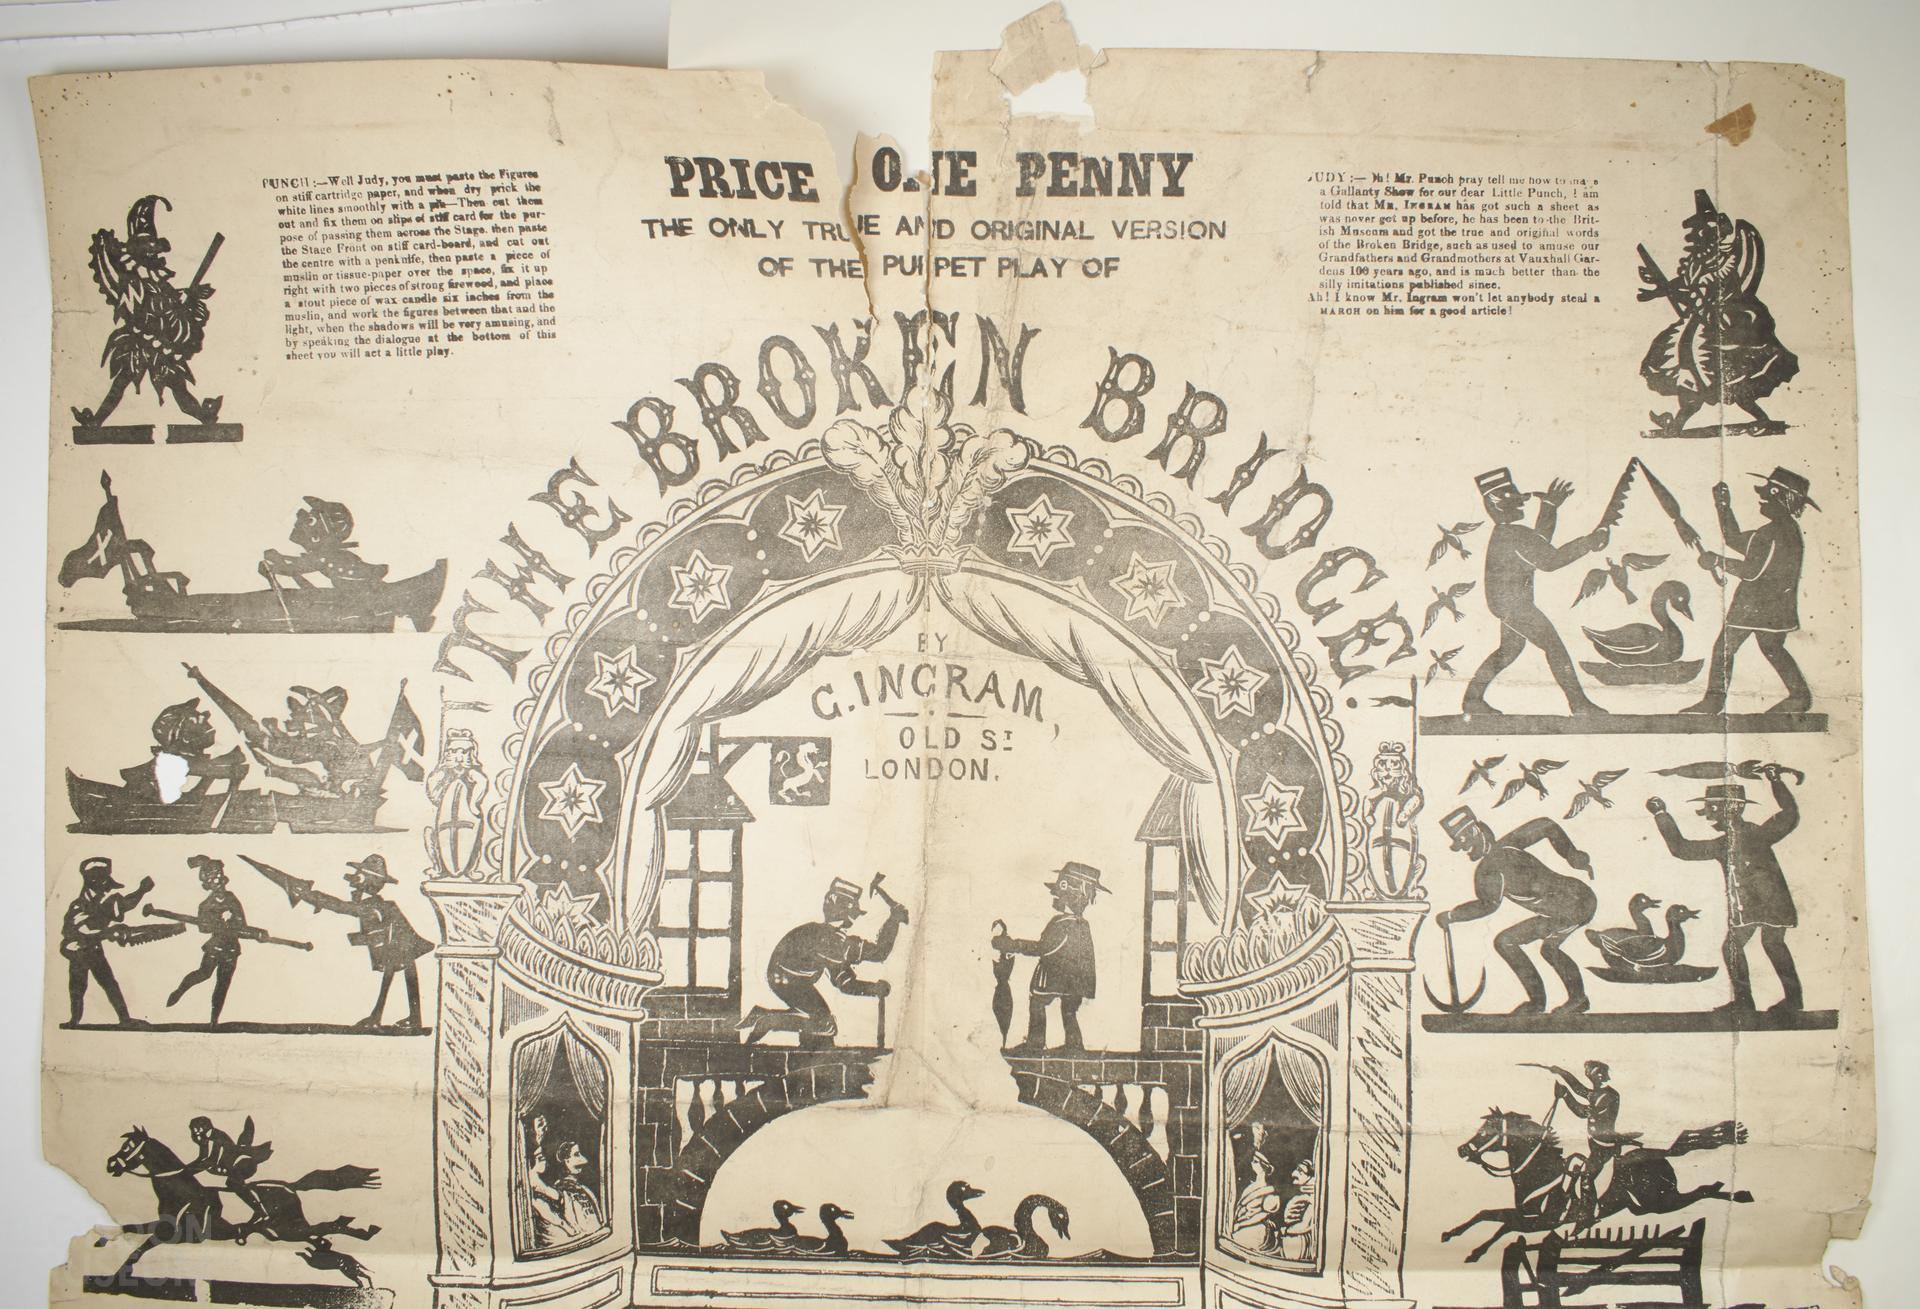 PRICE ONE PENNY
THE ONLY TRUE AND ORIGINAL VERSION
OF THE PUPPET PLAY OF
THE BROKEN BRIDGE.
BY
G. INGRAM,
OLD ST
LONDON.
PUNCH :—Well Judy, you must paste the Figures
on stiff cartridge paper, and when dry prick the
white lines smoothly with a pin—Then cut them
out and fix them on slips of stiff card for the pur-
pose of passing them across the Stage. then paste
the Stage Front on stiff card-board, and cut out
the centre with a penknife, then paste a piece of
muslin or tissue-paper over the space, fix it up
right with two pieces of strong firewood, and place
a stout piece of wax candle six inches from the
muslin, and work the figures between that and the
light, when the shadows will be very amusing, and
by speaking the dialogue at the bottom of this
sheet you will act a little play.
JUDY :— Oh! Mr. Punch pray tell me how to make
a Gallanty Show for our dear Little Punch, I am
told that MR. INGRAM has got such a sheet as
was never got up before, he has been to the Brit-
ish Museum and got the true and original words
of the Broken Bridge, such as used to amuse our
Grandfathers and Grandmothers at Vauxhall Gar-
dens 100 years ago, and is much better than the
silly imitations published since.
Ah! I know Mr. Ingram won't let anybody steal a
MARCH on him for a good article!
CARTOON
MUSEUM